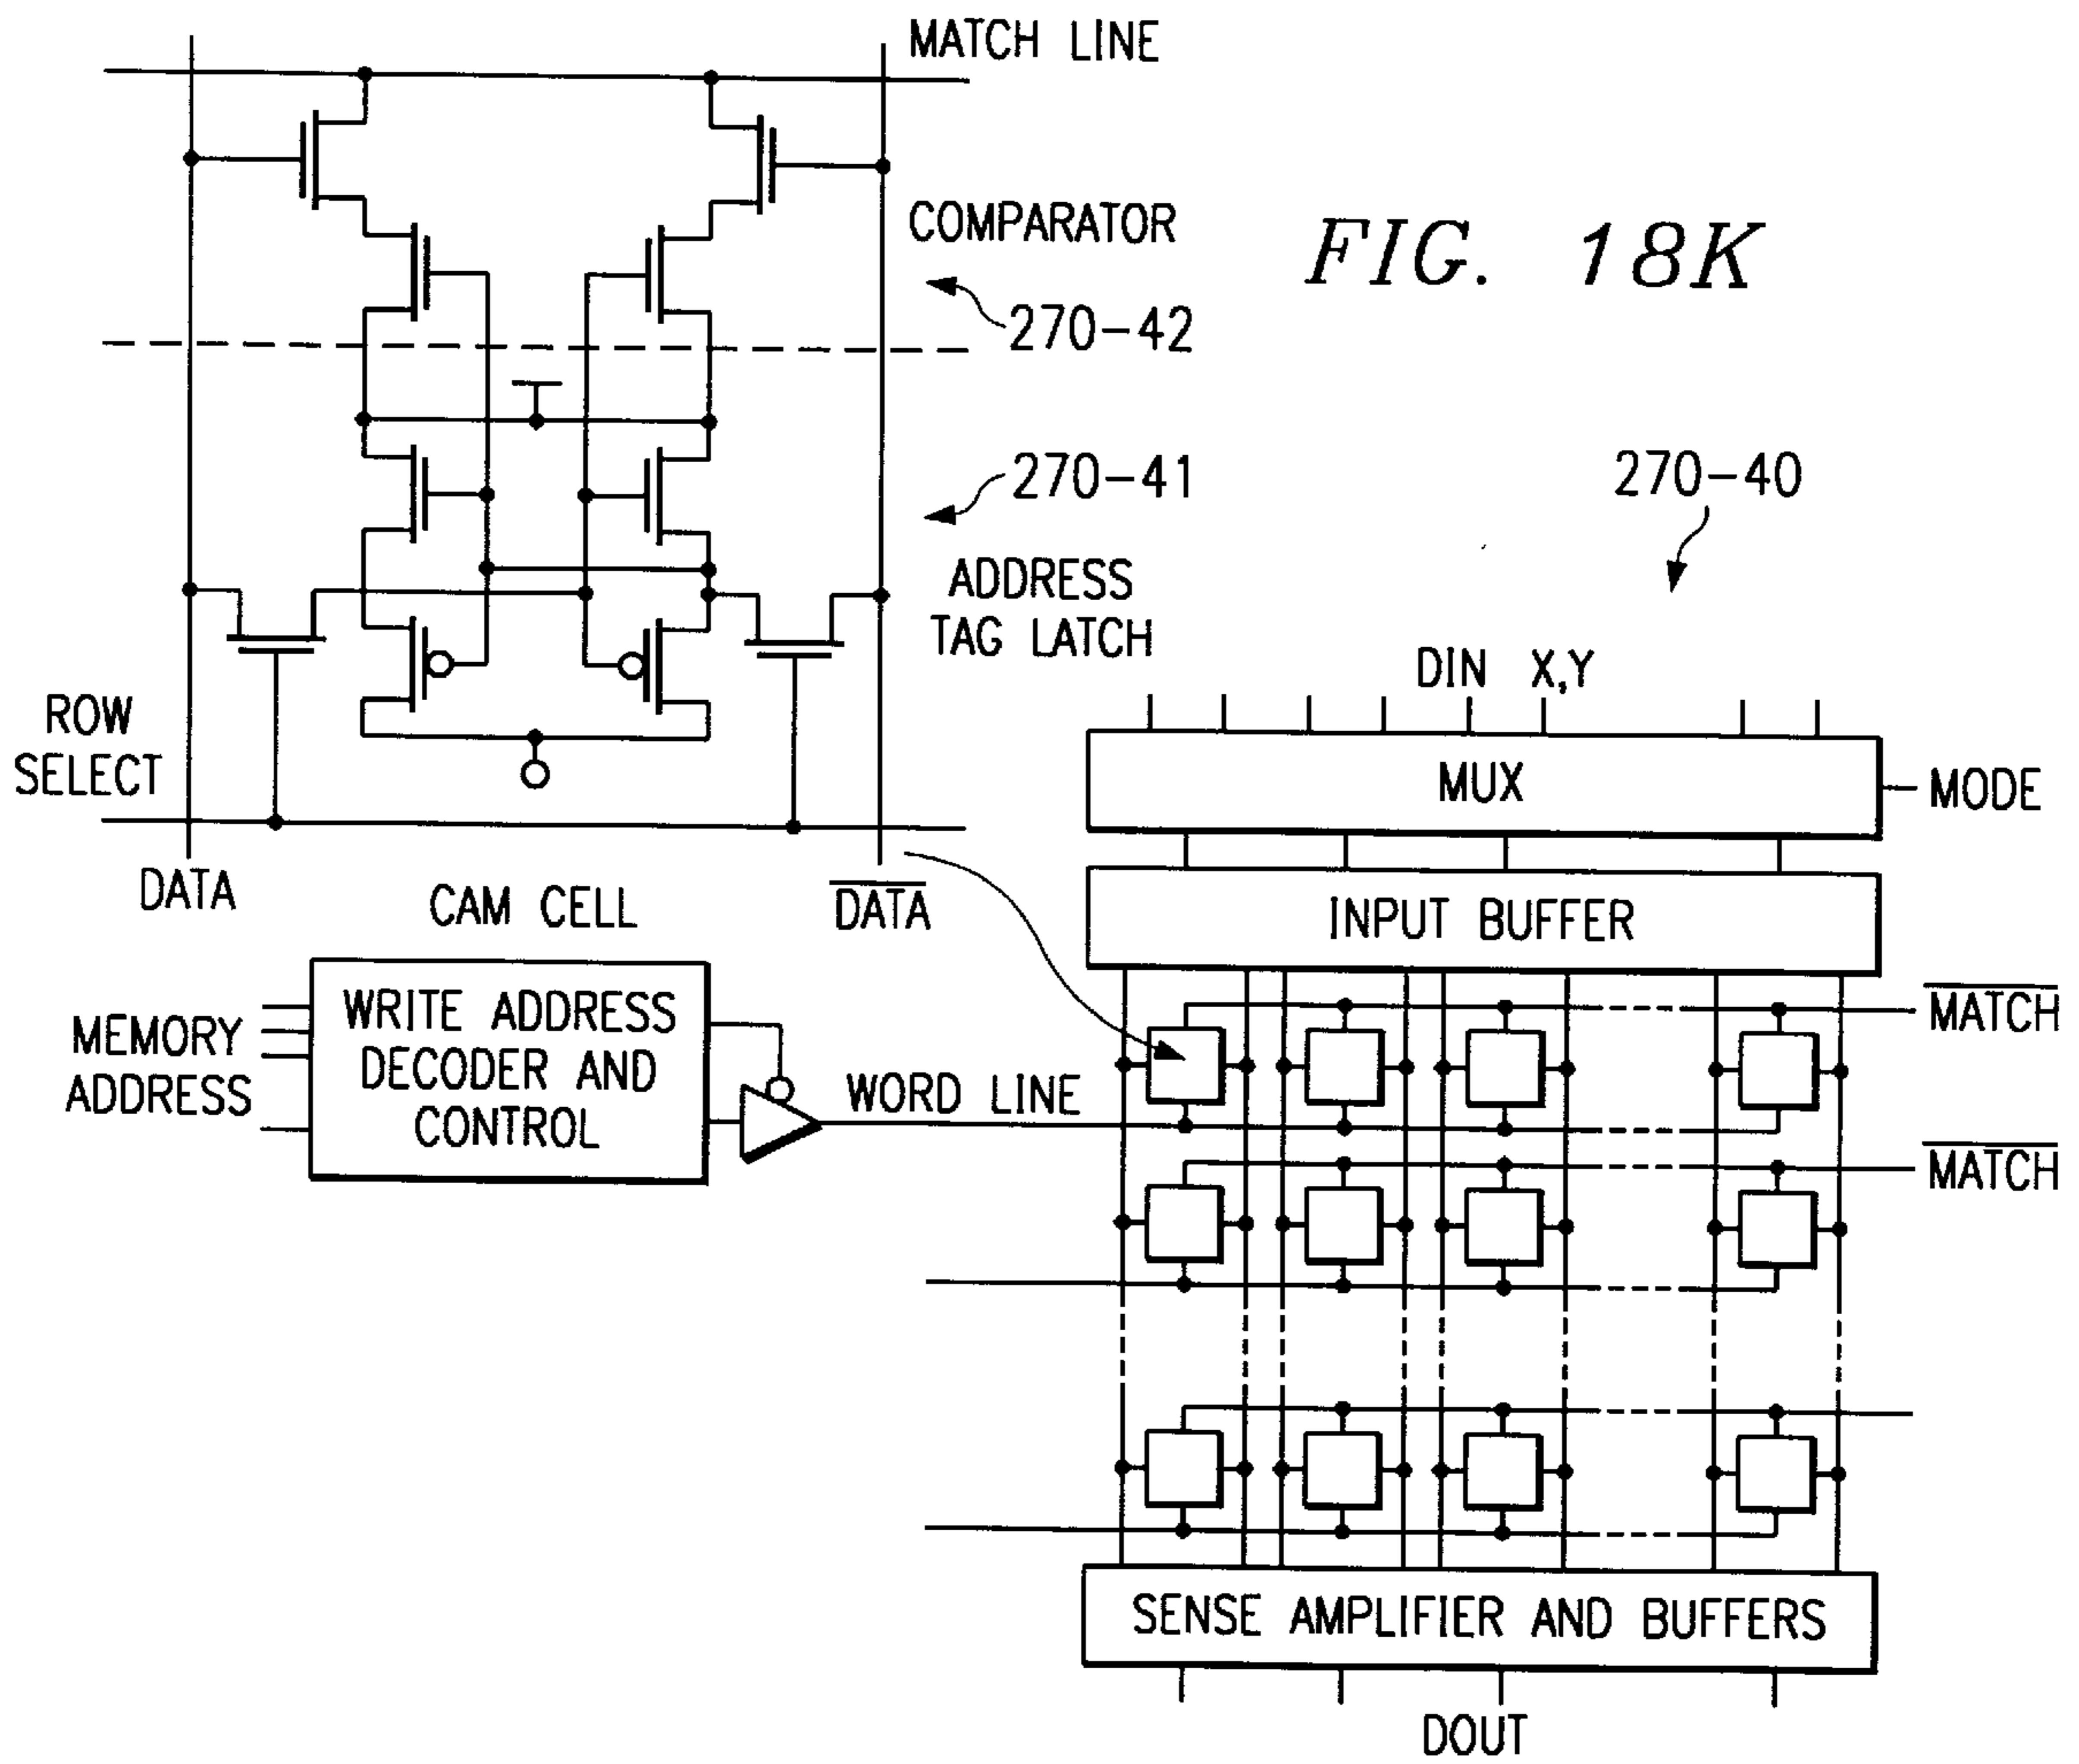 MATCH LINE
COMPARATOR
270-42
FIG. 18K
270-41
270-40
ADDRESS
TAG LATCH
ROW
SELECT
DATA
CAM CELL
DATA
DIN X,Y
MUX
MODE
INPUT BUFFER
MEMORY
ADDRESS
WRITE ADDRESS
DECODER AND
CONTROL
WORD LINE
MATCH
MATCH
SENSE AMPLIFIER AND BUFFERS
DOUT